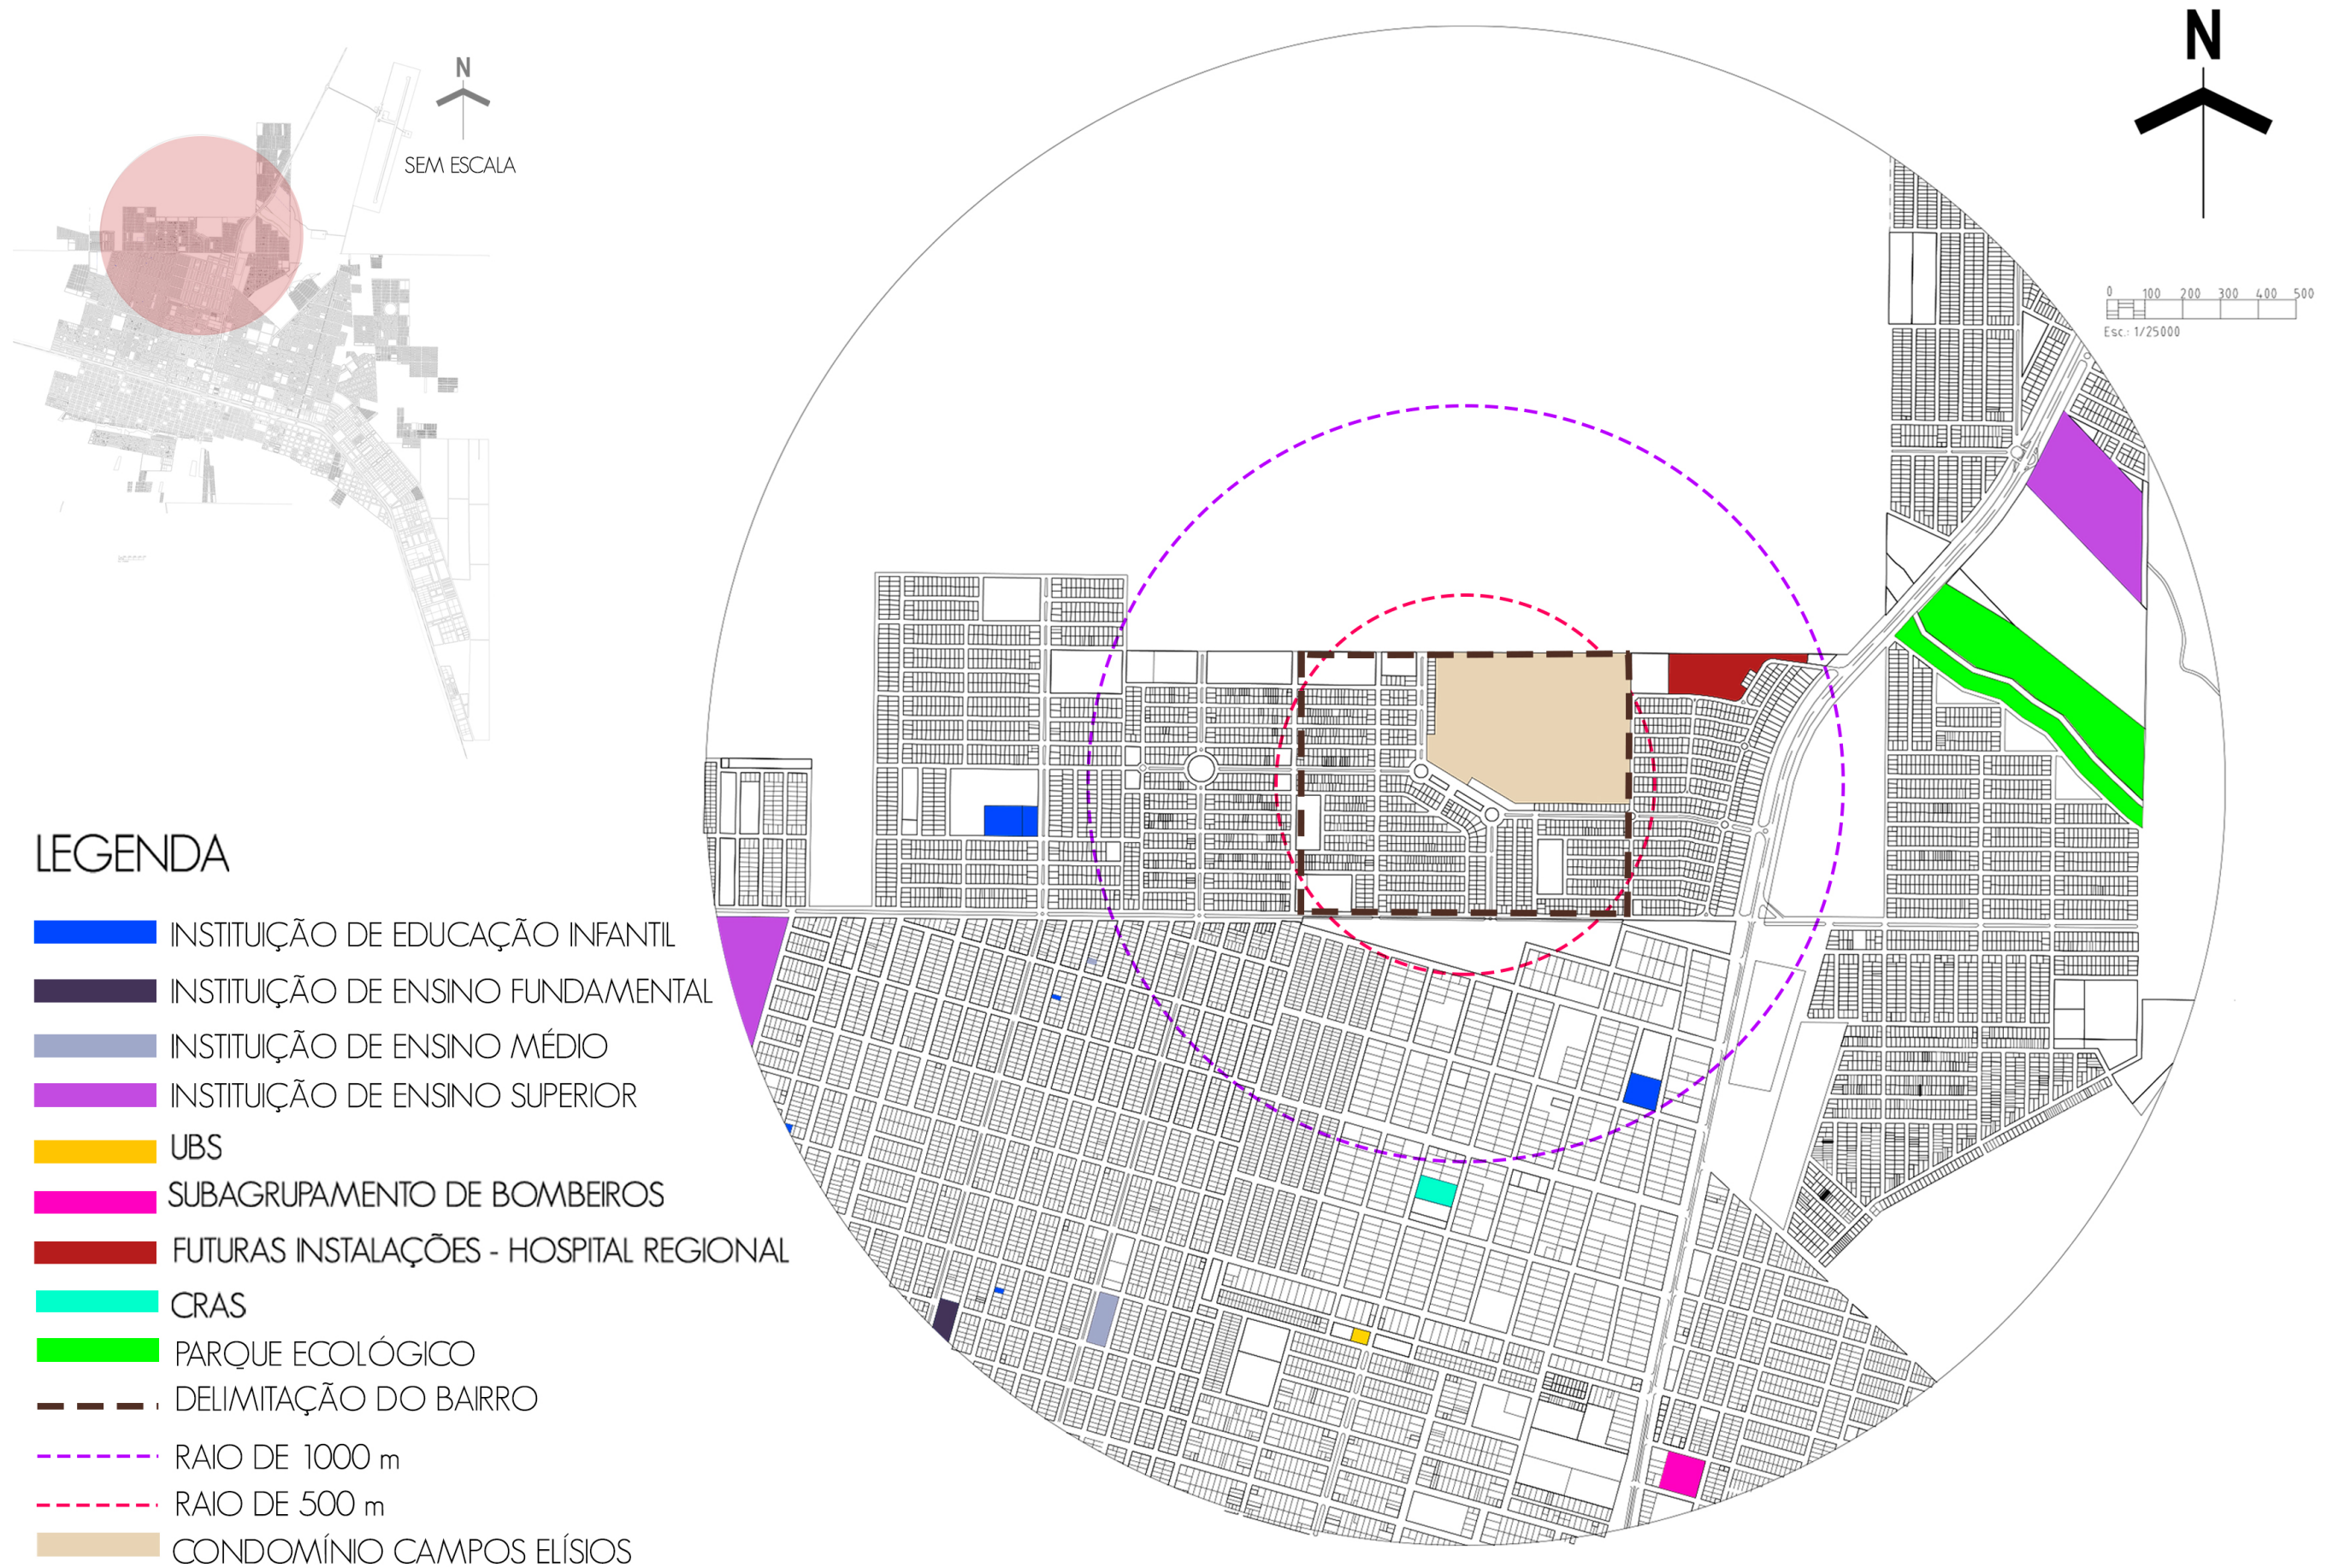 N
SEM ESCALA
N
0 100 200 300 400 500
Esc.: 1/25000
LEGENDA
INSTITUIÇÃO DE EDUCAÇÃO INFANTIL
INSTITUIÇÃO DE ENSINO FUNDAMENTAL
INSTITUIÇÃO DE ENSINO MÉDIO
INSTITUIÇÃO DE ENSINO SUPERIOR
UBS
SUBAGRUPAMENTO DE BOMBEIROS
FUTURAS INSTALAÇÕES - HOSPITAL REGIONAL
CRAS
PARQUE ECOLÓGICO
DELIMITAÇÃO DO BAIRRO
RAIO DE 1000 m
RAIO DE 500 m
CONDOMÍNIO CAMPOS ELÍSIOS